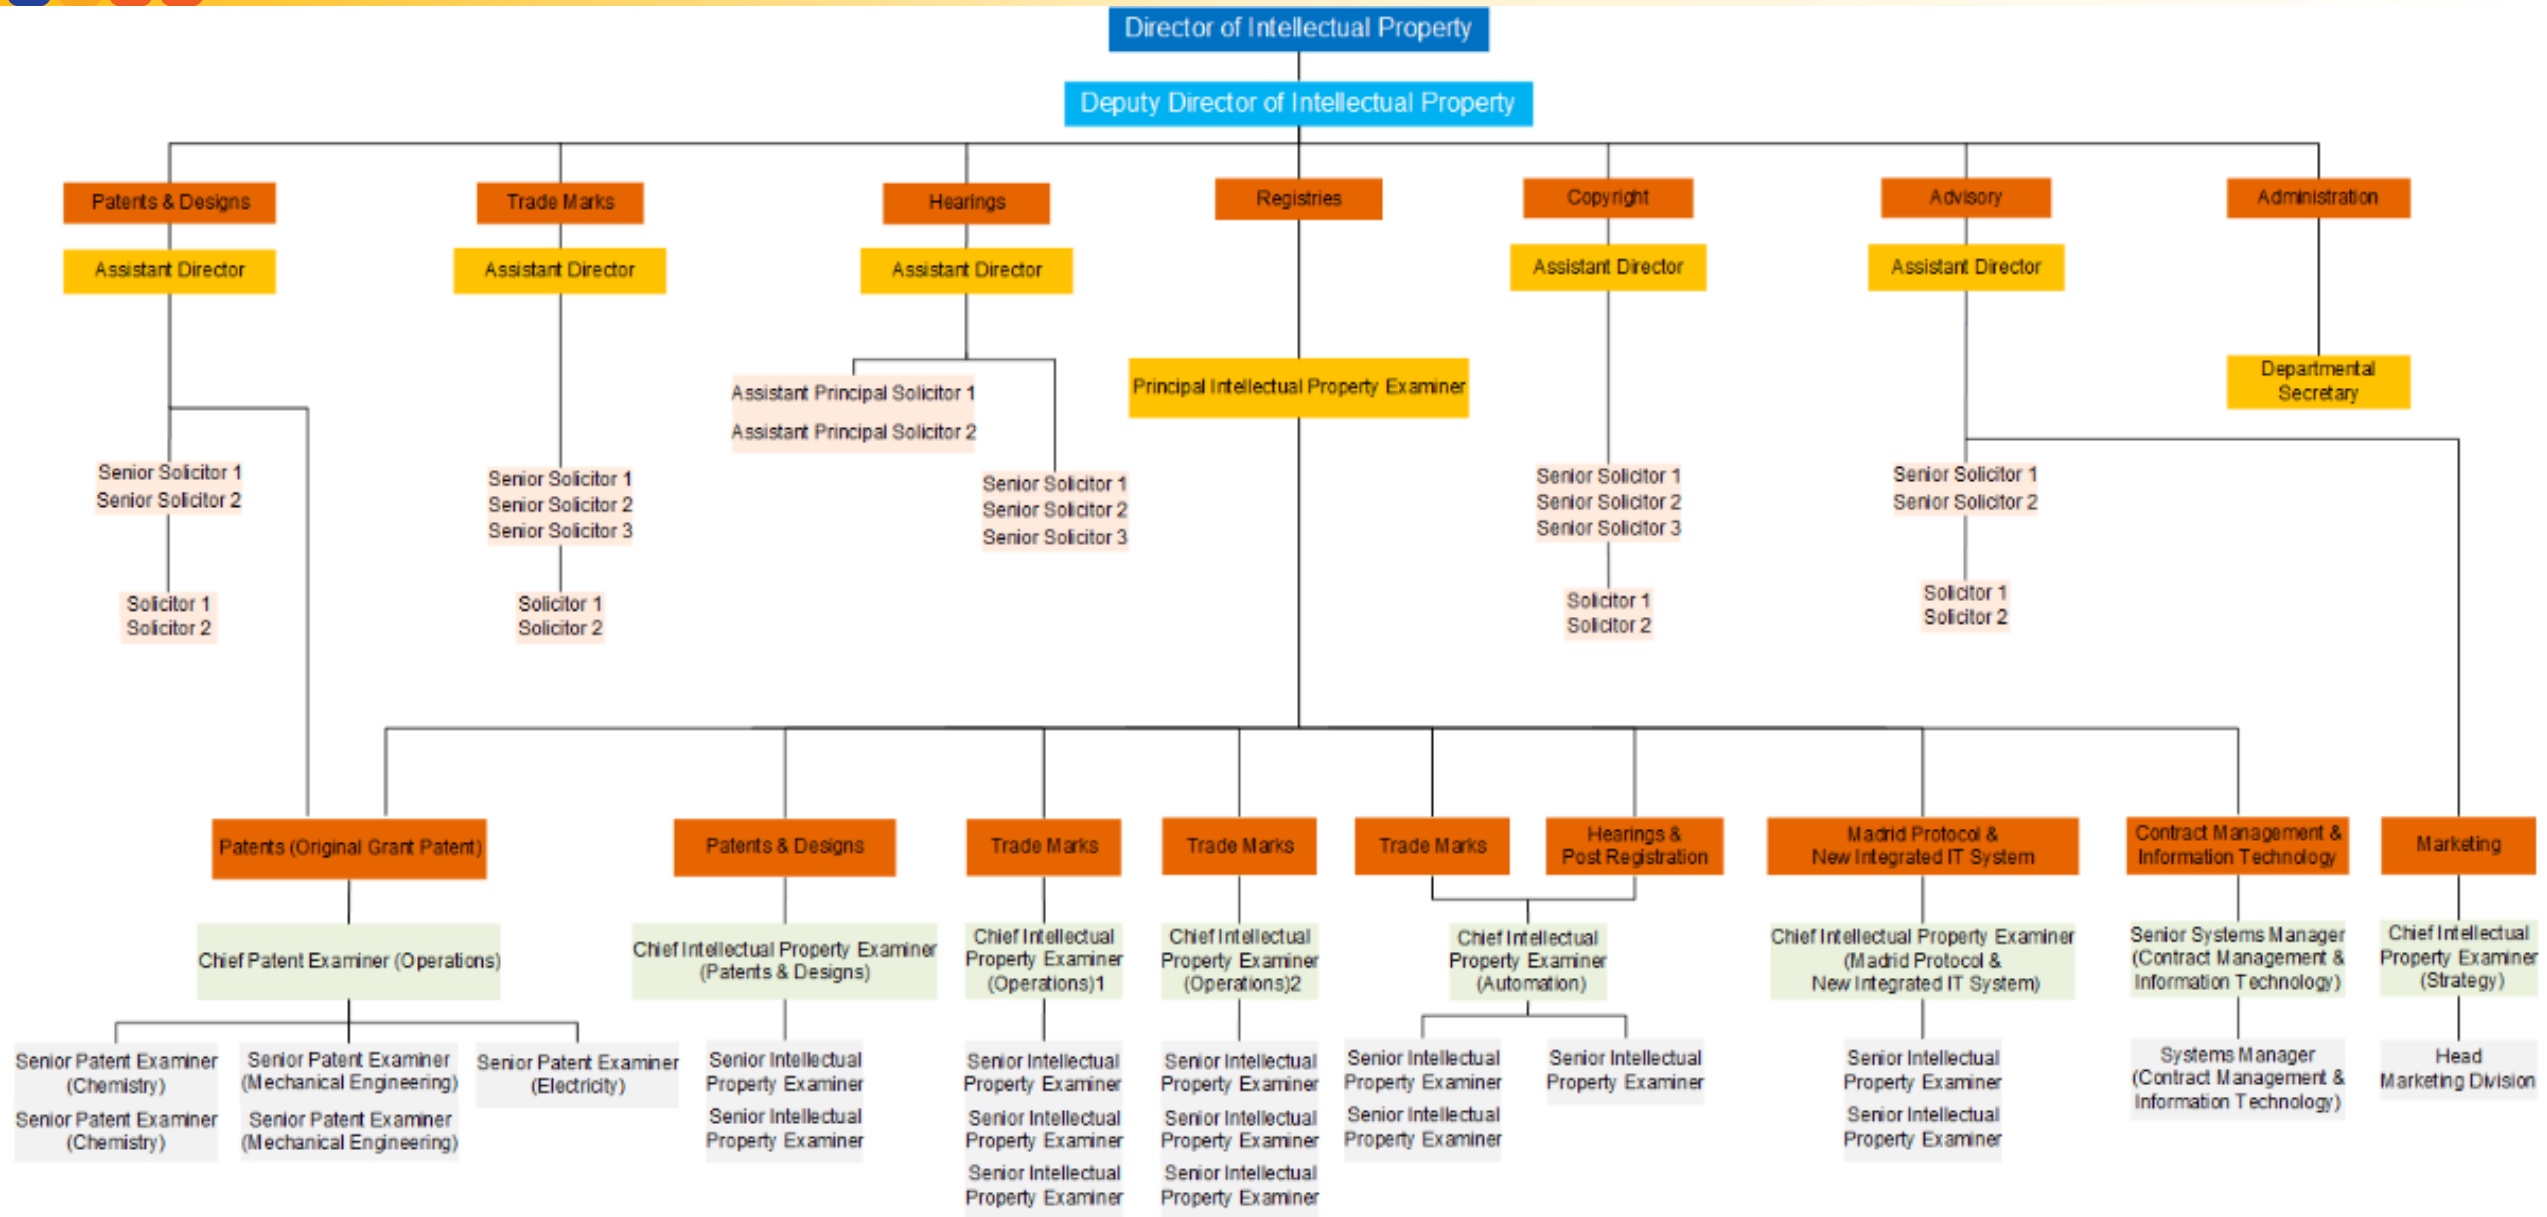 Director of Intellectual Property
Deputy Director of Intellectual Property
Patents & Designs
Trade Marks
Hearings
Registries
Copyright
Advisory
Administration
Assistant Director
Assistant Director
Assistant Director
Assistant Director
Assistant Director
Principal Intellectual Property Examiner
Departmental
Secretary
Assistant Principal Solicitor 1
Assistant Principal Solicitor 2
Senior Solicitor 1
Senior Solicitor 2
Senior Solicitor 1
Senior Solicitor 2
Senior Solicitor 3
Senior Solicitor 1
Senior Solicitor 2
Senior Solicitor 3
Senior Solicitor 1
Senior Solicitor 2
Senior Solicitor 3
Senior Solicitor 1
Senior Solicitor 2
Solicitor 1
Solicitor 2
Solicitor 1
Solicitor 2
Solicitor 1
Solicitor 2
Solicitor 1
Solicitor 2
Patents (Original Grant Patent)
Patents & Designs
Trade Marks
Trade Marks
Trade Marks
Hearings &
Post Registration
Madrid Protocol &
New Integrated IT System
Contract Management &
Information Technology
Marketing
Chief Patent Examiner (Operations)
Chief Intellectual Property Examiner
(Patents & Designs)
Chief Intellectual
Property Examiner
(Operations)1
Chief Intellectual
Property Examiner
(Operations)2
Chief Intellectual
Property Examiner
(Automation)
Chief Intellectual Property Examiner
(Madrid Protocol &
New Integrated IT System)
Senior Systems Manager
(Contract Management &
Information Technology)
Chief Intellectual
Property Examiner
(Strategy)
Senior Patent Examiner
(Chemistry)
Senior Patent Examiner
(Chemistry)
Senior Patent Examiner
(Mechanical Engineering)
Senior Patent Examiner
(Mechanical Engineering)
Senior Patent Examiner
(Electricity)
Senior Intellectual
Property Examiner
Senior Intellectual
Property Examiner
Senior Intellectual
Property Examiner
Senior Intellectual
Property Examiner
Senior Intellectual
Property Examiner
Senior Intellectual
Property Examiner
Senior Intellectual
Property Examiner
Senior Intellectual
Property Examiner
Senior Intellectual
Property Examiner
Senior Intellectual
Property Examiner
Senior Intellectual
Property Examiner
Senior Intellectual
Property Examiner
Senior Intellectual
Property Examiner
Systems Manager
(Contract Management &
Information Technology)
Head
Marketing Division